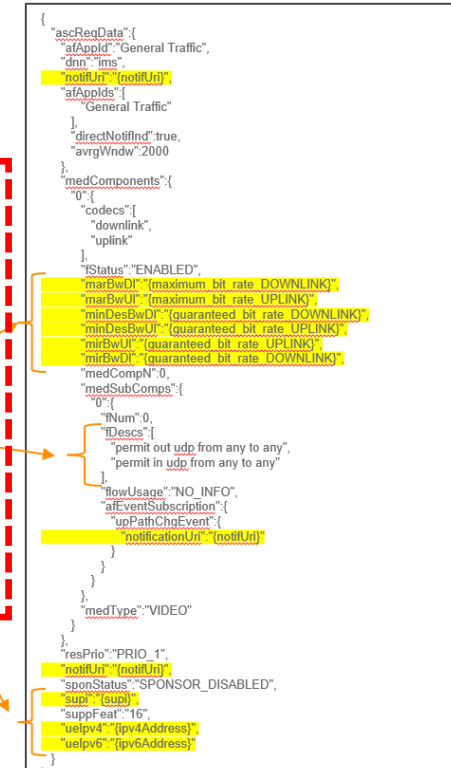 {
"ascReqData":{
"afAppId":"General Traffic",
"dnn":"ims",
"notifUri":"{notifUri}",
"afAppIds":[
"General Traffic"
],
"directNotifInd":true,
"avrgWndw":2000
},
"medComponents":{
"0":{
"codecs":[
"downlink",
"uplink"
],
"fStatus":"ENABLED",
"marBwDl":"{maximum_bit_rate_DOWNLINK}",
"marBwUl":"{maximum_bit_rate_UPLINK}",
"minDesBwDl":"{guaranteed_bit_rate_DOWNLINK}",
"minDesBwUl":"{guaranteed_bit_rate_UPLINK}",
"mirBwUl":"{guaranteed_bit_rate_UPLINK}",
"mirBwDl":"{guaranteed_bit_rate_DOWNLINK}",
"medCompN":0,
"medSubComps":{
"0":{
"fNum":0,
"fDescs":[
"permit out udp from any to any",
"permit in udp from any to any"
],
"flowUsage":"NO_INFO",
"afEventSubscription":{
"upPathChgEvent":{
"notificationUri":"{notifUri}"
}
}
}
},
"medType":"VIDEO"
}
},
"resPrio":"PRIO_1",
"notifUri":"{notifUri}",
"sponStatus":"SPONSOR_DISABLED",
"supi":"{supi}",
"suppFeat":"16",
"ueIpv4":"{ipv4Address}",
"ueIpv6":"{ipv6Address}"
}